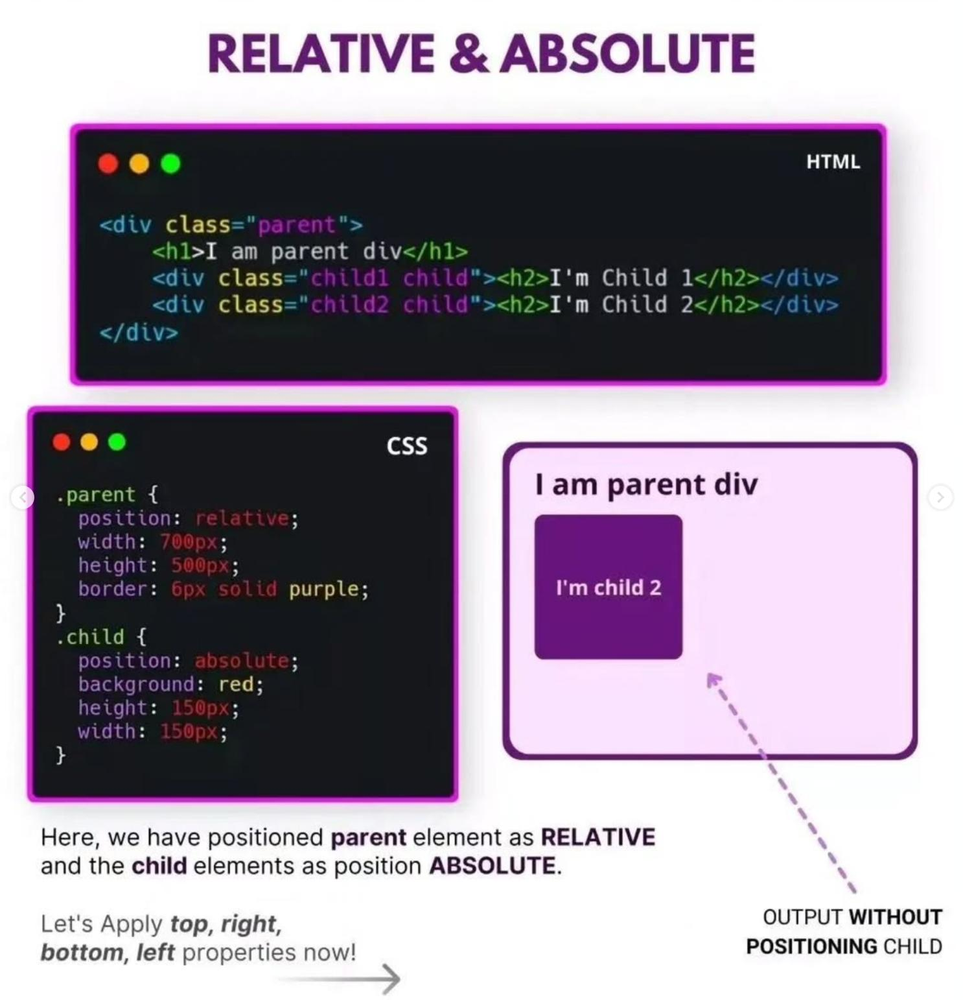 RELATIVE & ABSOLUTE
HTML
<div class="parent">
    <h1>I am parent div</h1>
    <div class="child1 child"><h2>I'm Child 1</h2></div>
    <div class="child2 child"><h2>I'm Child 2</h2></div>
</div>
CSS
.parent {
  position: relative;
  width: 700px;
  height: 500px;
  border: 6px solid purple;
}
.child {
  position: absolute;
  background: red;
  height: 150px;
  width: 150px;
}
I am parent div
I'm child 2
Here, we have positioned parent element as RELATIVE
and the child elements as position ABSOLUTE.
Let's Apply top, right,
bottom, left properties now!
OUTPUT WITHOUT
POSITIONING CHILD